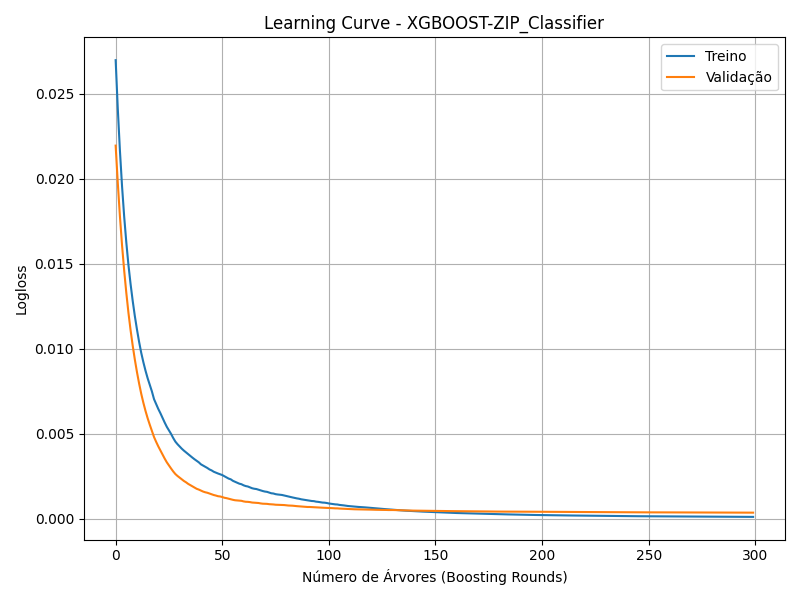 Learning Curve - XGBOOST-ZIP_Classifier
Treino
Validação
0.025
0.020
0.015
0.010
0.005
0.000
Logloss
0 50 100 150 200 250 300
Número de Árvores (Boosting Rounds)